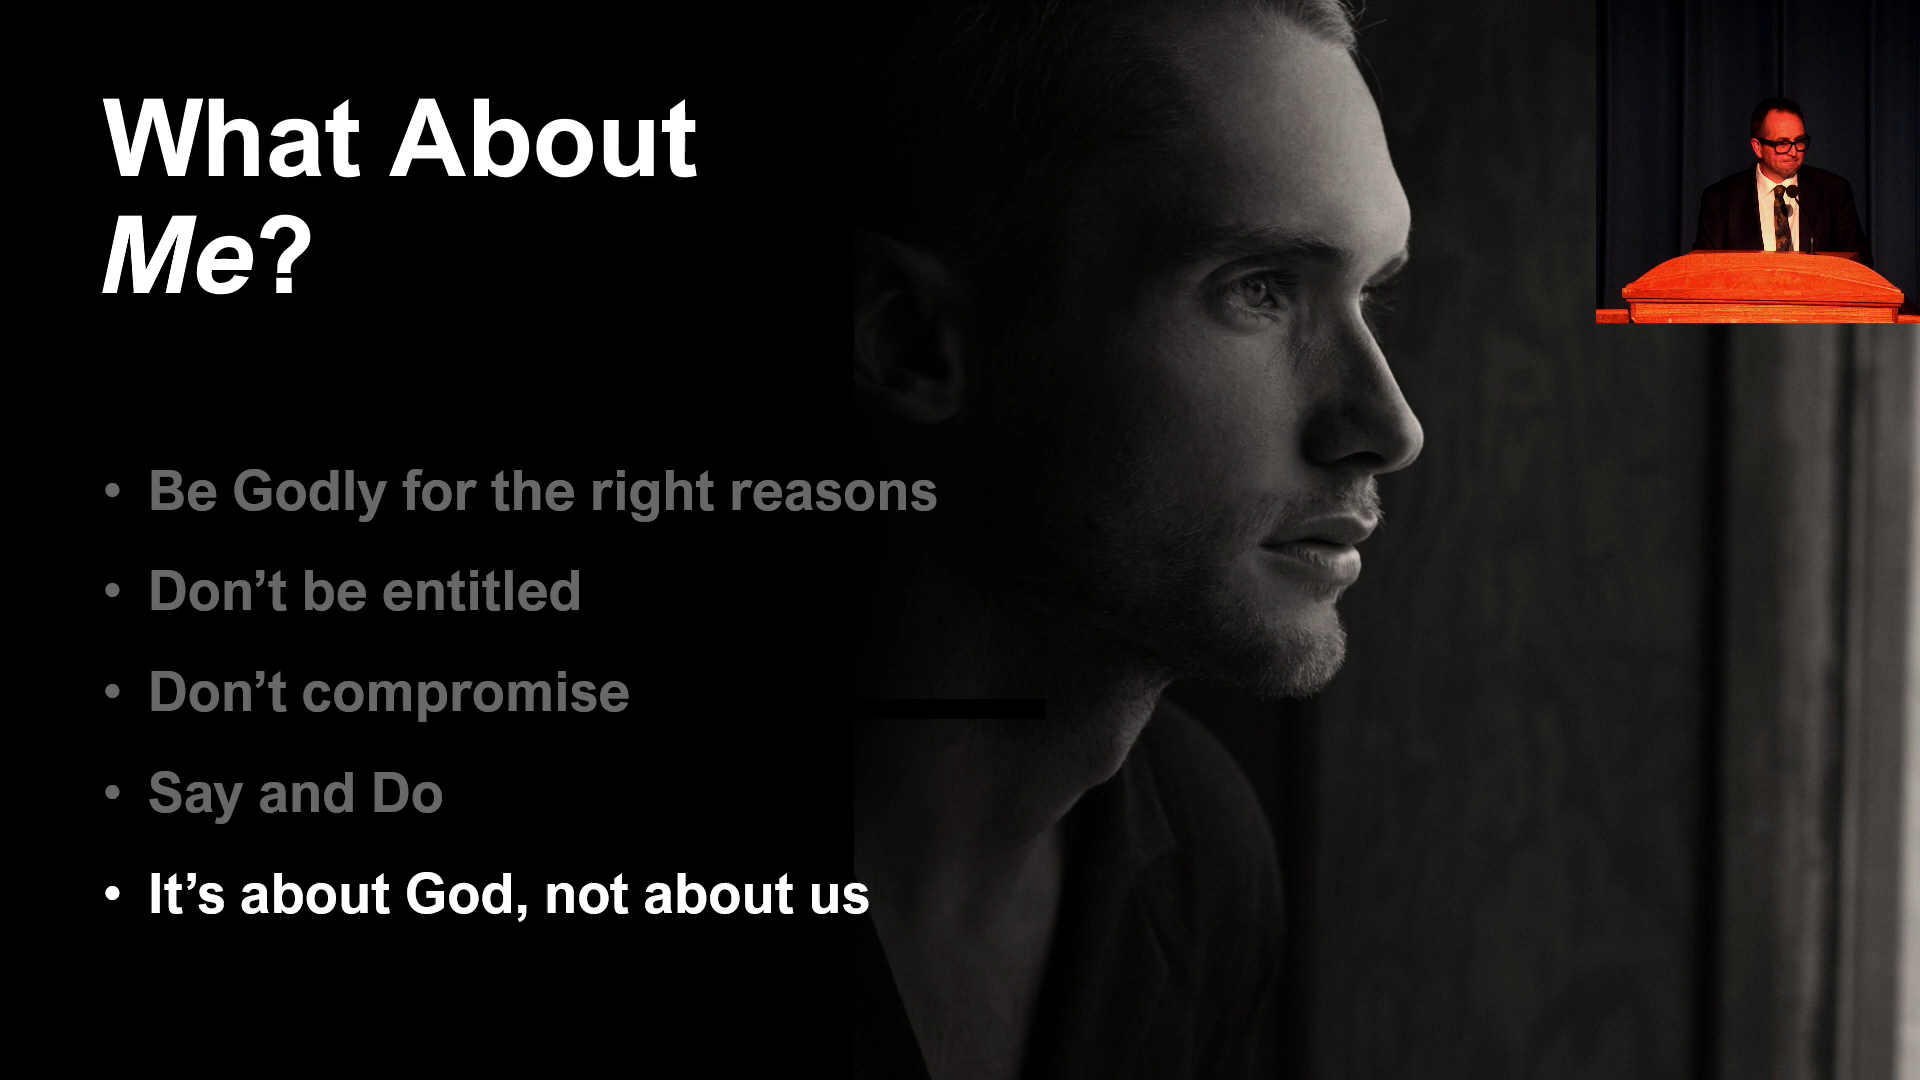 What About
Me?
• Be Godly for the right reasons
• Don’t be entitled
• Don’t compromise
• Say and Do
• It’s about God, not about us